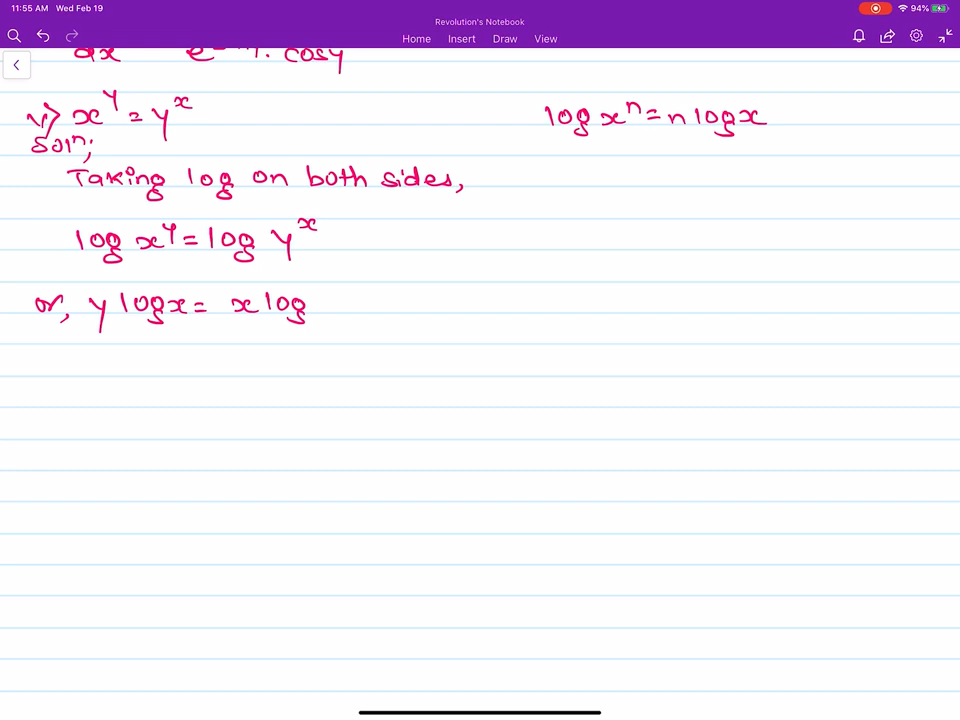 11:55 AM Wed Feb 19
94%
Revolution's Notebook
Home Insert Draw View
cosy
v) x^y = y^x
log x^n = n log x
Soln;
Taking log on both sides,
log x^y = log y^x
or, y log x = x log